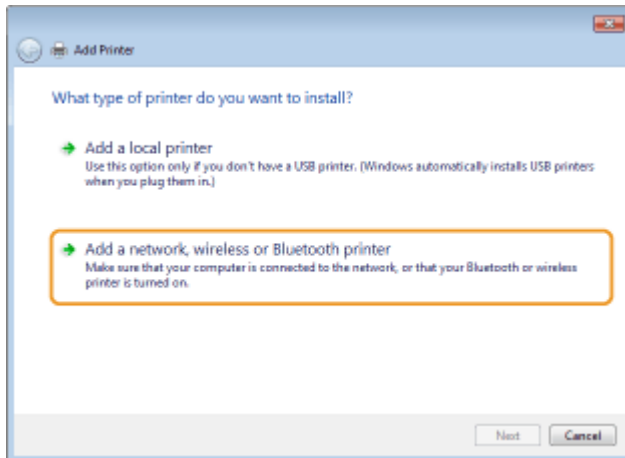 Add Printer
What type of printer do you want to install?
Add a local printer
Use this option only if you don't have a USB printer. (Windows automatically installs USB printers
when you plug them in.)
Add a network, wireless or Bluetooth printer
Make sure that your computer is connected to the network, or that your Bluetooth or wireless
printer is turned on.
Next Cancel